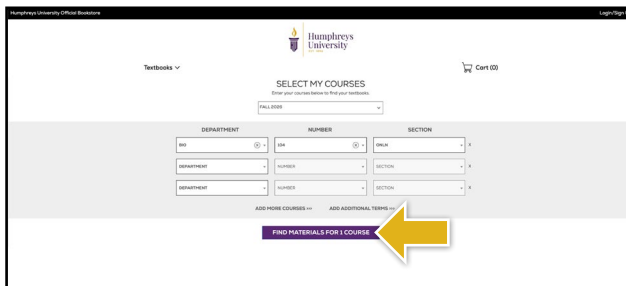 Humphreys University Official Bookstore
Login/Sign
Humphreys
University
Textbooks
Cart (0)
SELECT MY COURSES
Enter your courses below to find your textbooks.
FALL 2020
DEPARTMENT NUMBER SECTION
BIO 104 ONLN X
DEPARTMENT NUMBER SECTION X
DEPARTMENT NUMBER SECTION X
ADD MORE COURSES >> ADD ADDITIONAL TERMS >>
FIND MATERIALS FOR 1 COURSE